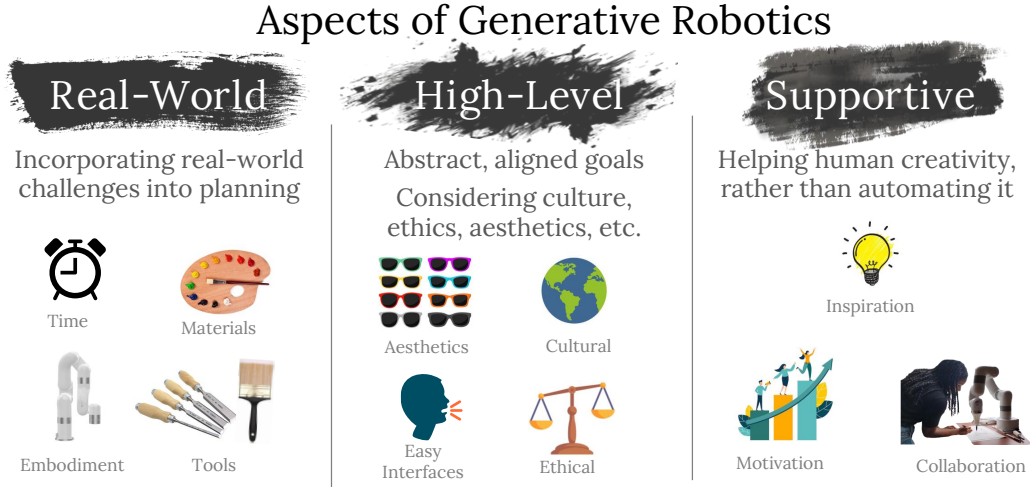 Aspects of Generative Robotics
Real-World
Incorporating real-world
challenges into planning
Time
Materials
Embodiment
Tools
High-Level
Abstract, aligned goals
Considering culture,
ethics, aesthetics, etc.
Aesthetics
Cultural
Easy
Interfaces
Ethical
Supportive
Helping human creativity,
rather than automating it
Inspiration
Motivation
Collaboration